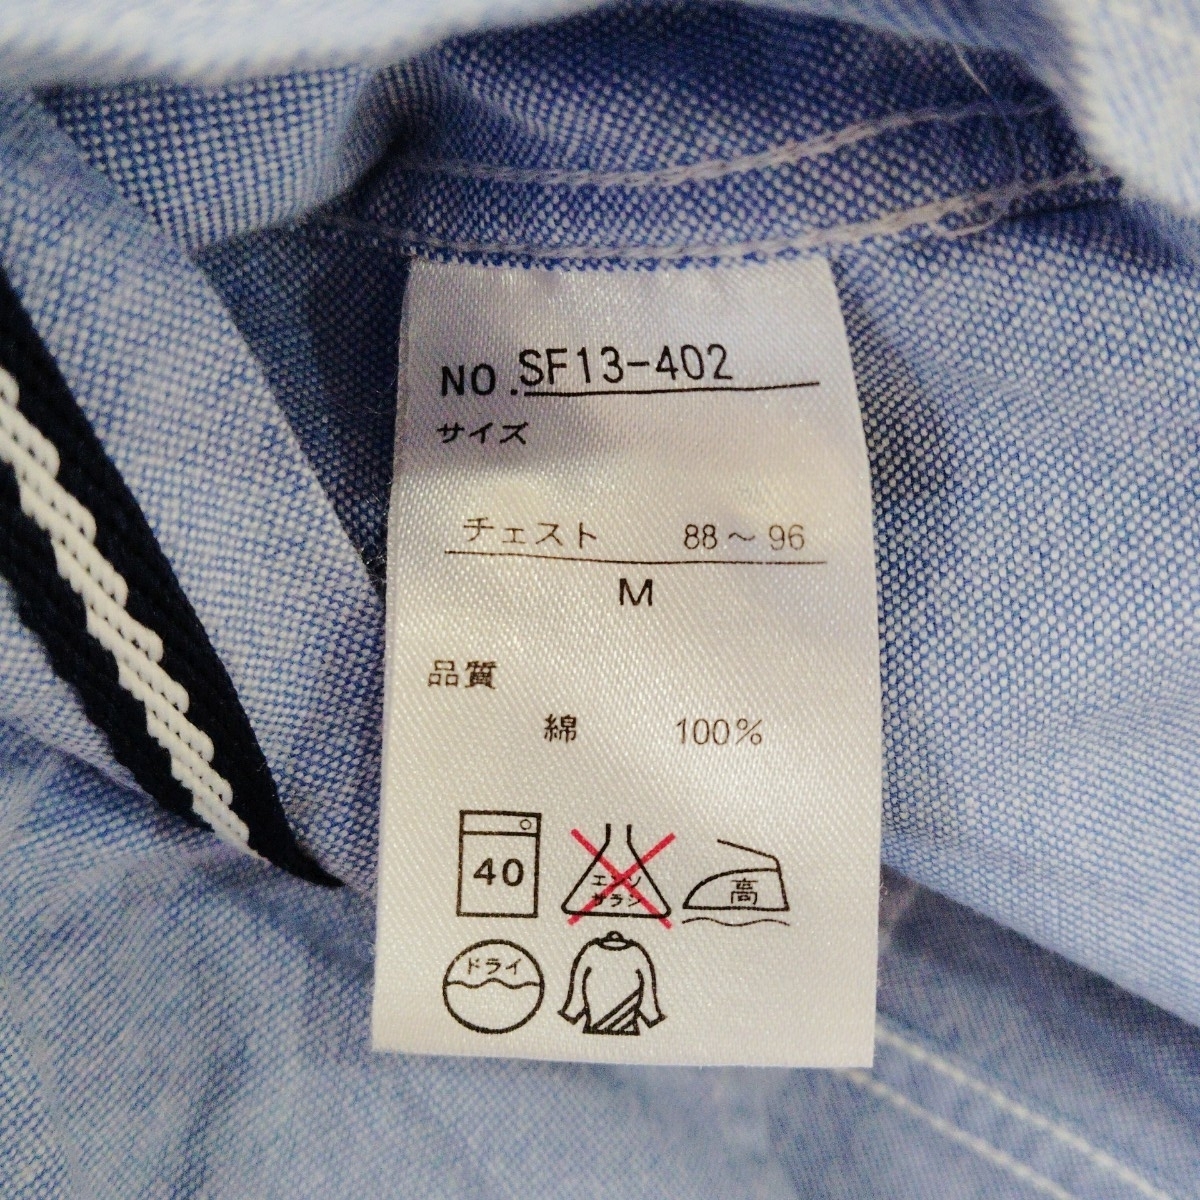 NO.SF13-402
サイズ
チェスト 88～96
M
品質
綿 100%
40
エンソ
サラシ
高
ドライ